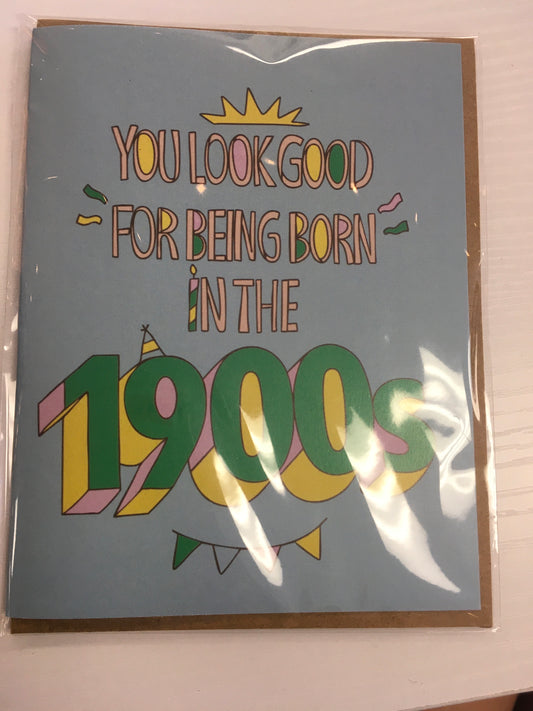 YOU LOOK GOOD
FOR BEING BORN
iN THE
1900s